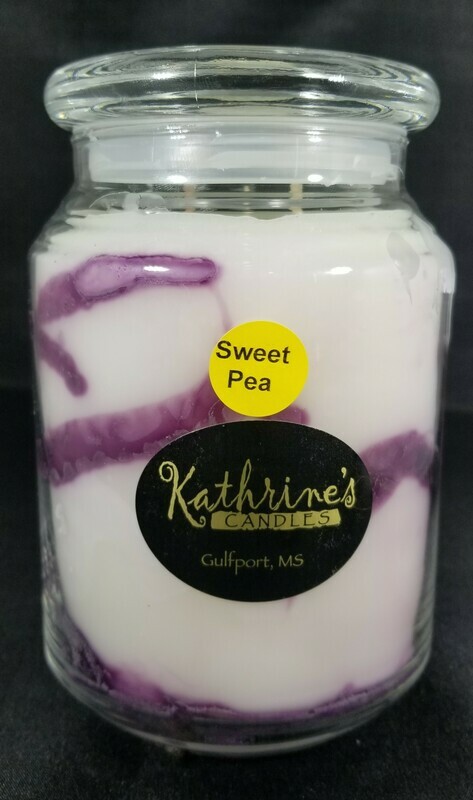 Sweet
Pea
Kathrine's
CANDLES
Gulfport, MS